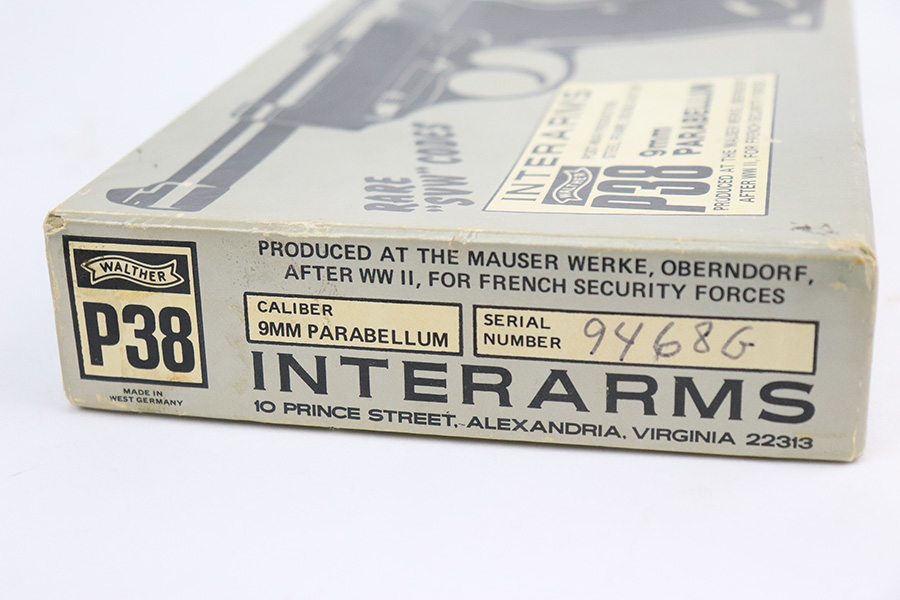 RARE
"SVW" CODES
INTERARMS
WALTHER
P38
9mm
PARABELLUM
PRODUCED AT THE MAUSER WERKE, OBERNDORF,
AFTER WW II, FOR FRENCH SECURITY FORCES
WALTHER
P38
MADE IN
WEST GERMANY
PRODUCED AT THE MAUSER WERKE, OBERNDORF,
AFTER WW II, FOR FRENCH SECURITY FORCES
CALIBER
9MM PARABELLUM
SERIAL
NUMBER 9468G
INTERARMS
10 PRINCE STREET, ALEXANDRIA, VIRGINIA 22313